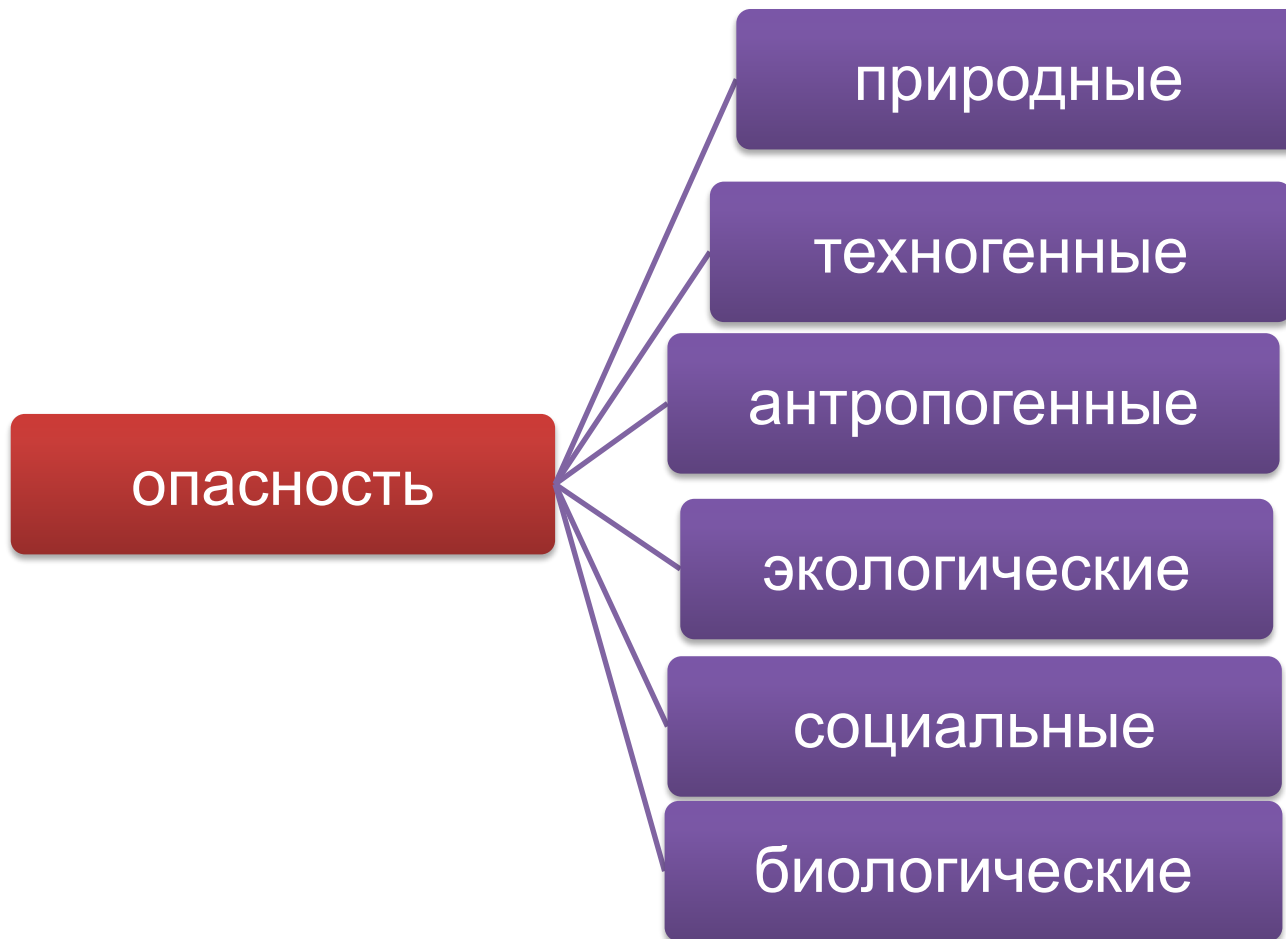 природные
техногенные
антропогенные
опасность
экологические
социальные
биологические